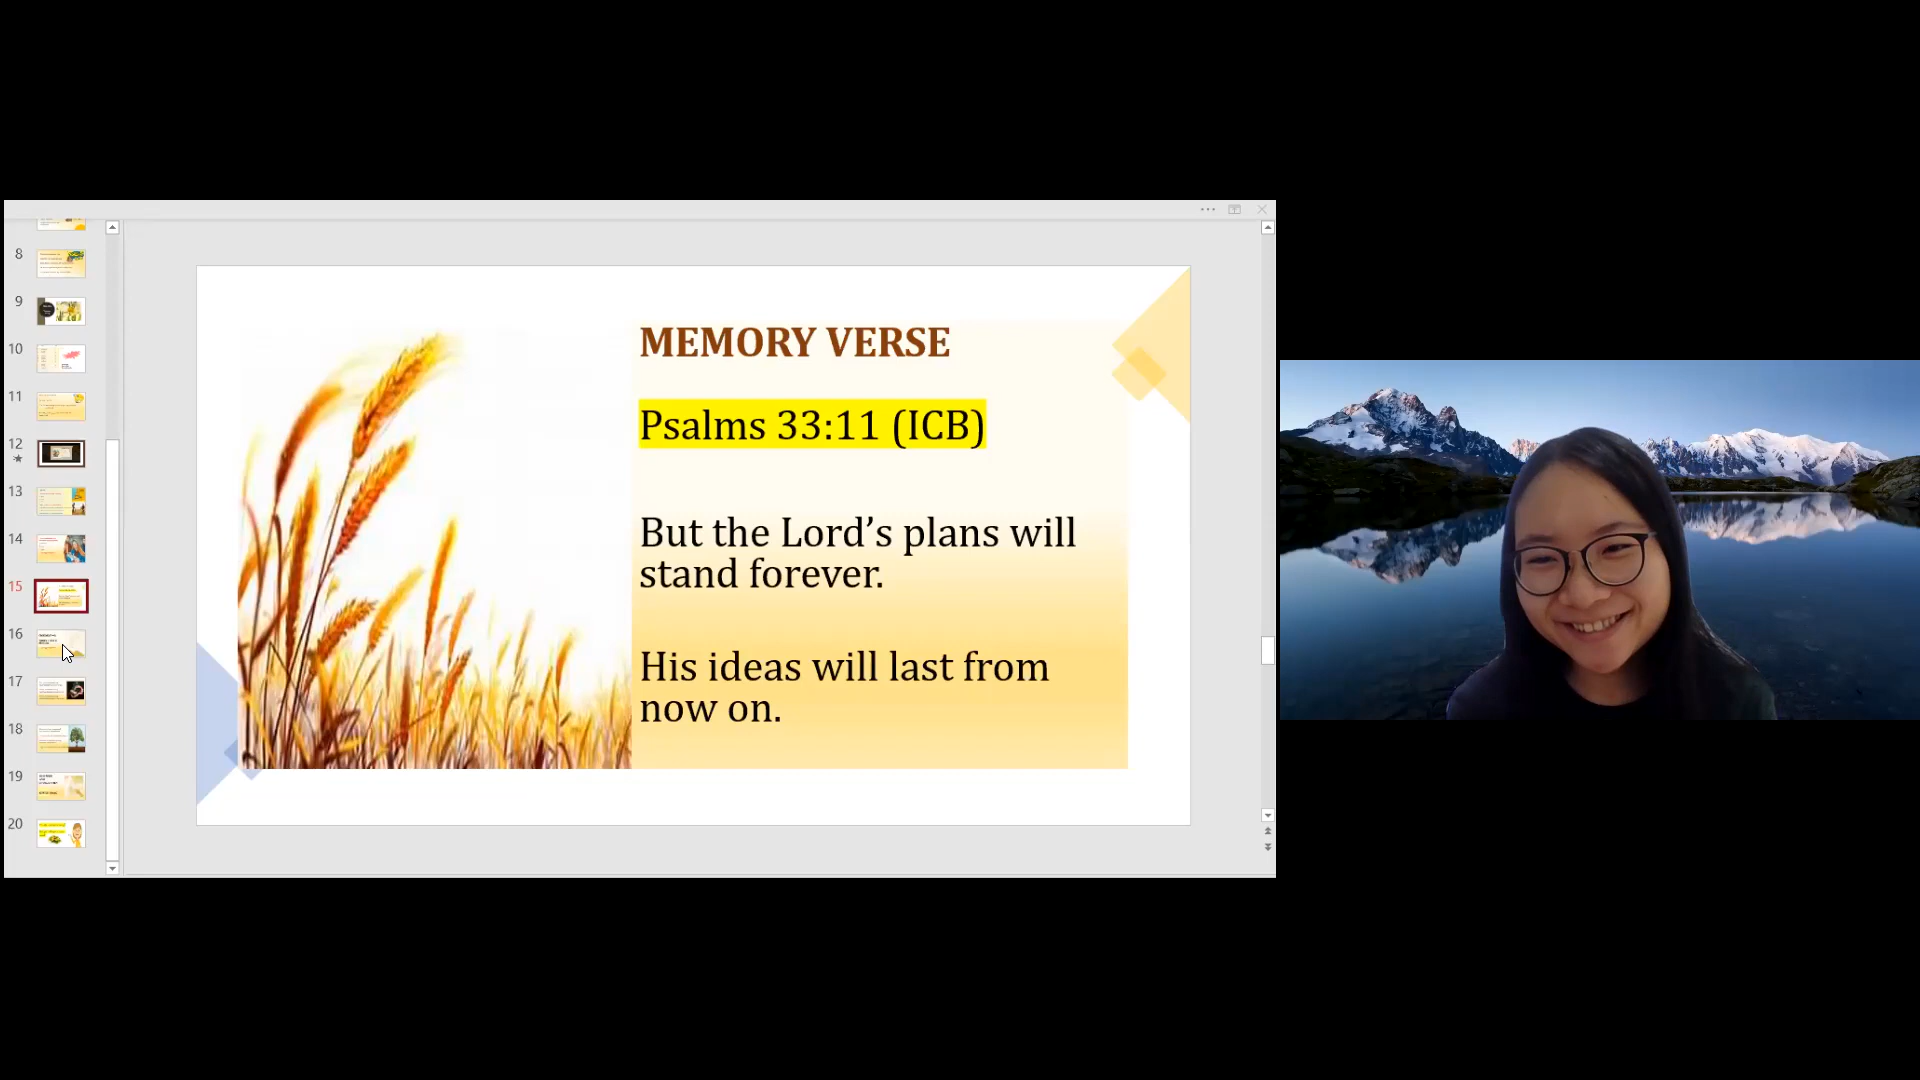 8
9
10
11
12
13
14
15
16
17
18
19
20
MEMORY VERSE
Psalms 33:11 (ICB)
But the Lord’s plans will
stand forever.
His ideas will last from
now on.